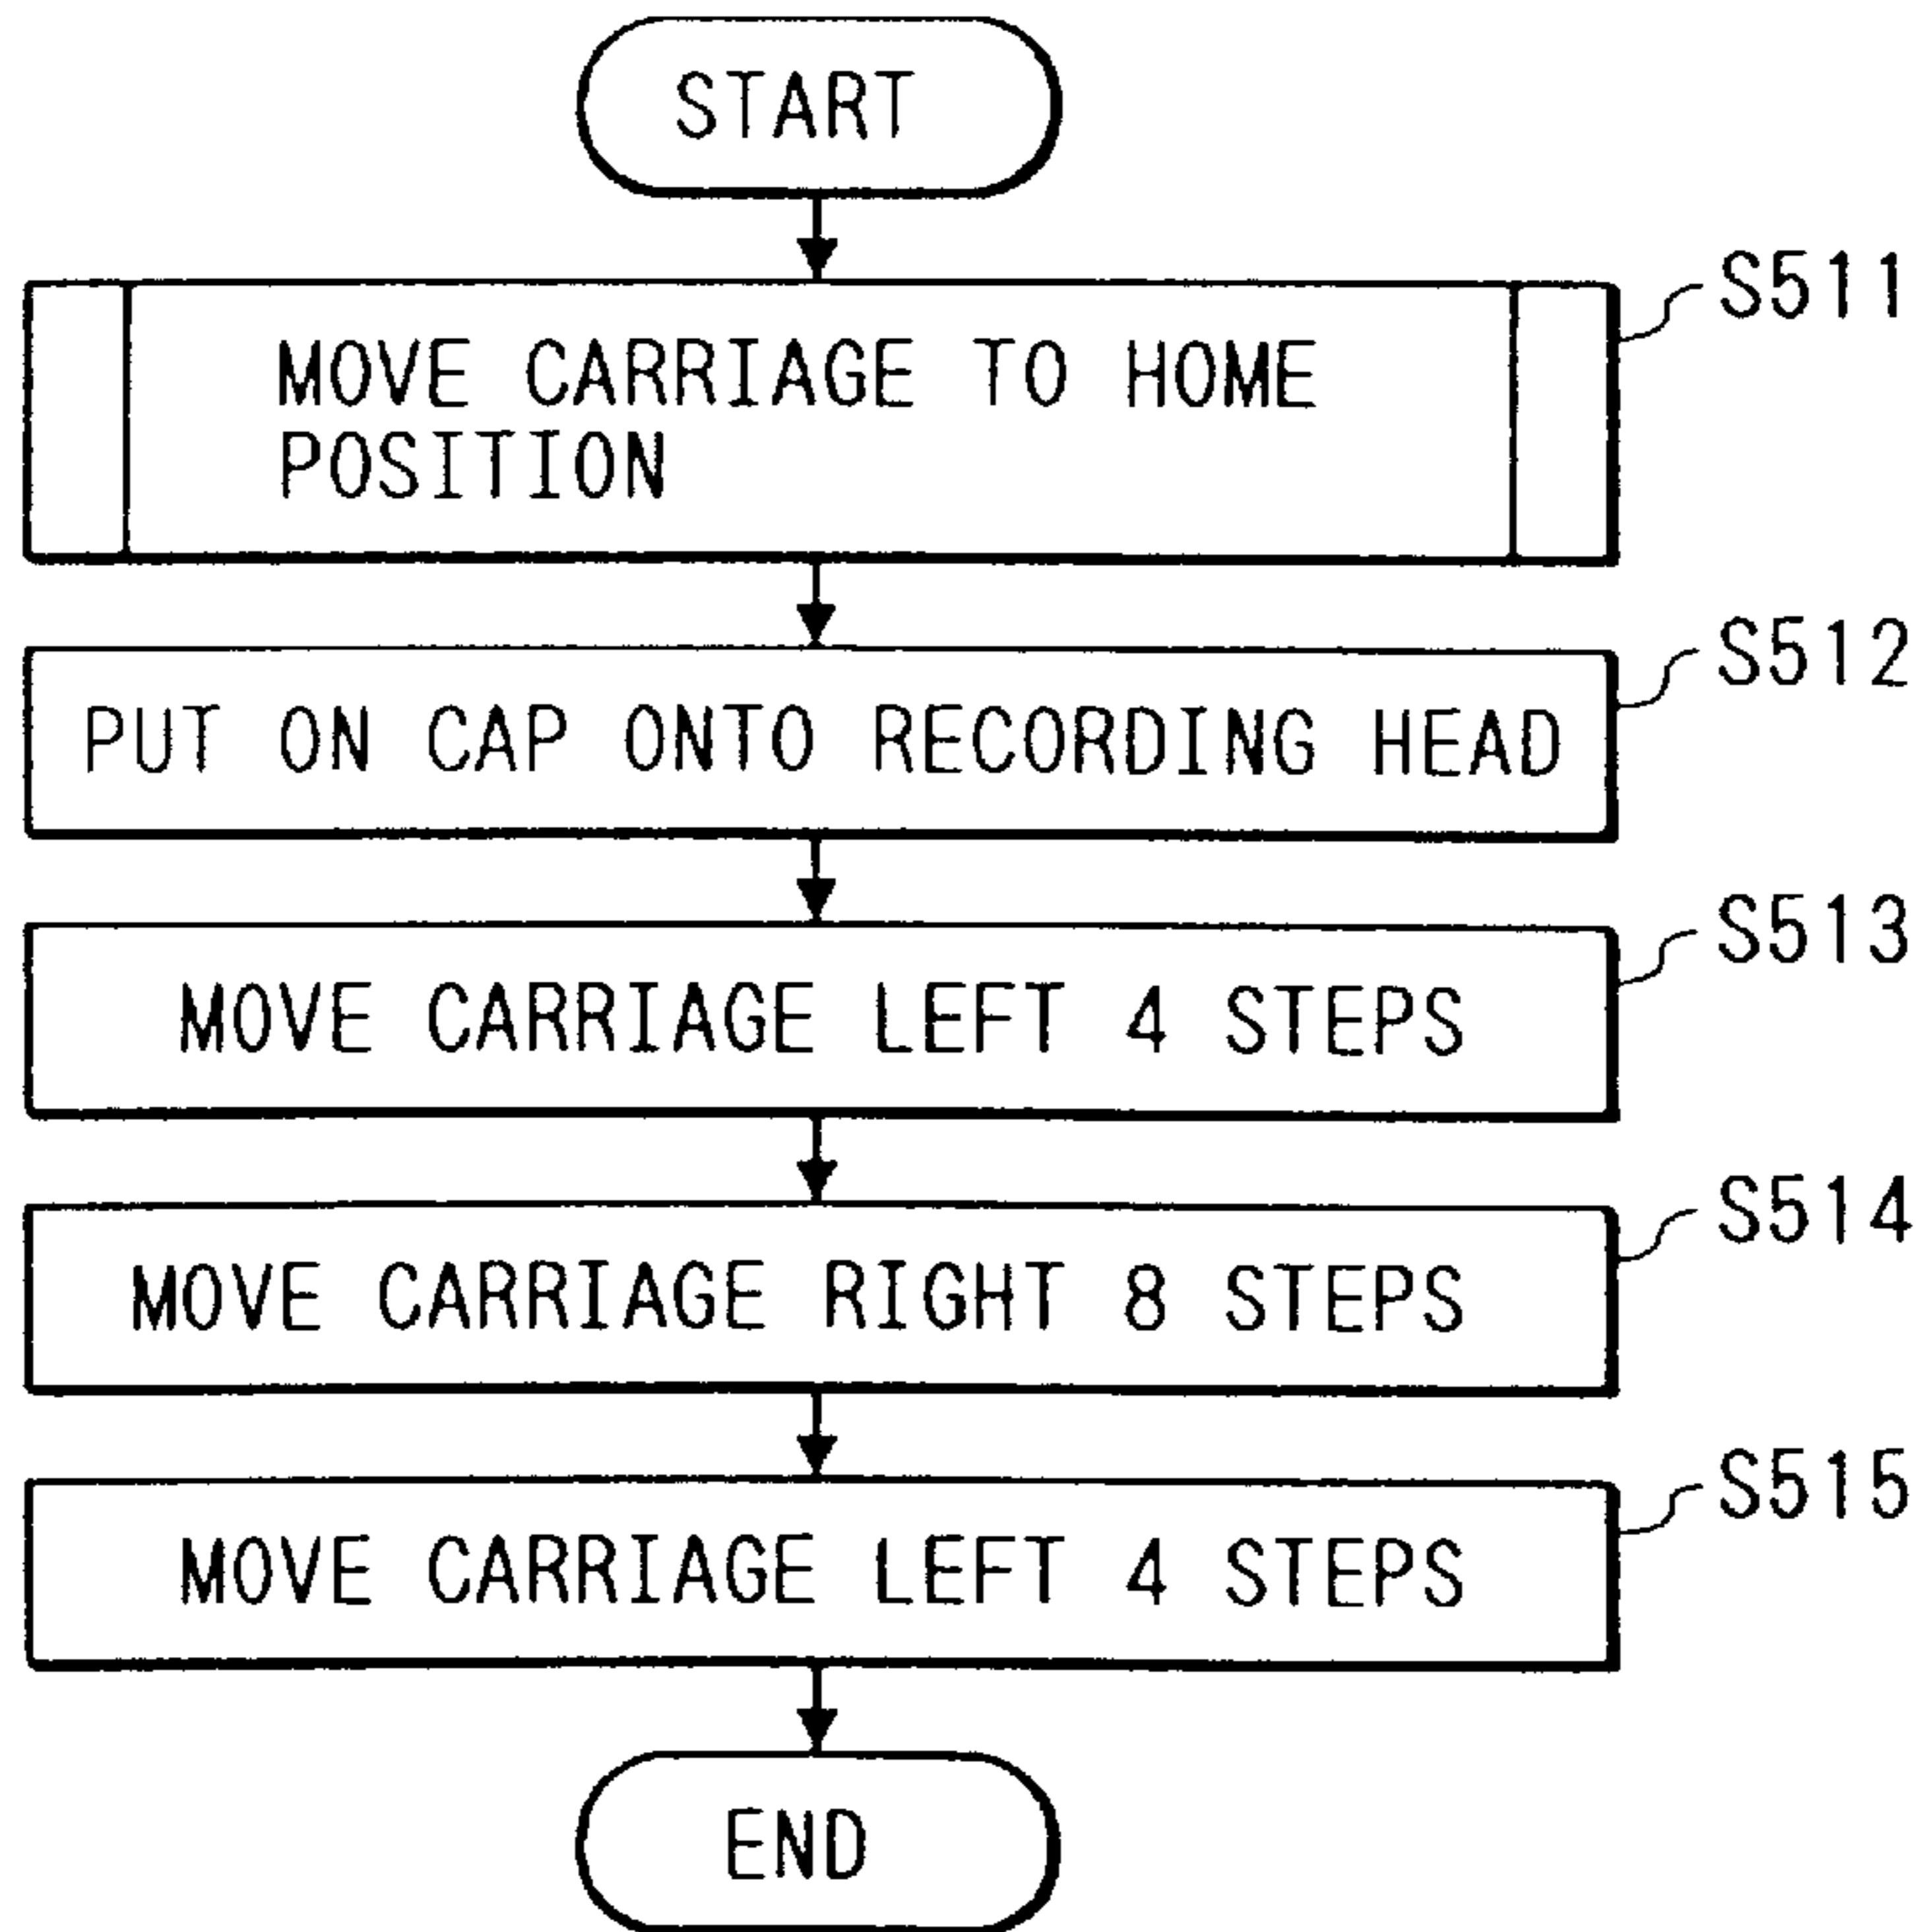 START
S511
MOVE CARRIAGE TO HOME
POSITION
S512
PUT ON CAP ONTO RECORDING HEAD
S513
MOVE CARRIAGE LEFT 4 STEPS
S514
MOVE CARRIAGE RIGHT 8 STEPS
S515
MOVE CARRIAGE LEFT 4 STEPS
END